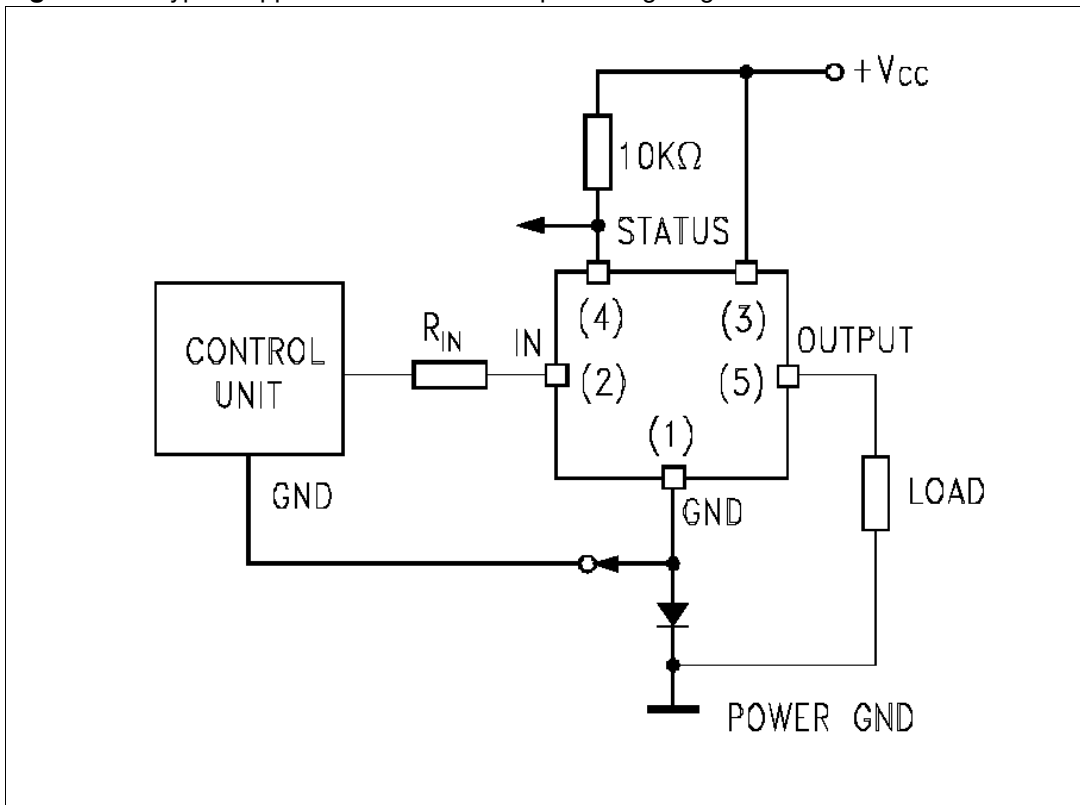 +VCC
10KΩ
STATUS
(4)
(3)
OUTPUT
RIN
IN
(2)
(5)
CONTROL
UNIT
(1)
GND
GND
LOAD
POWER GND